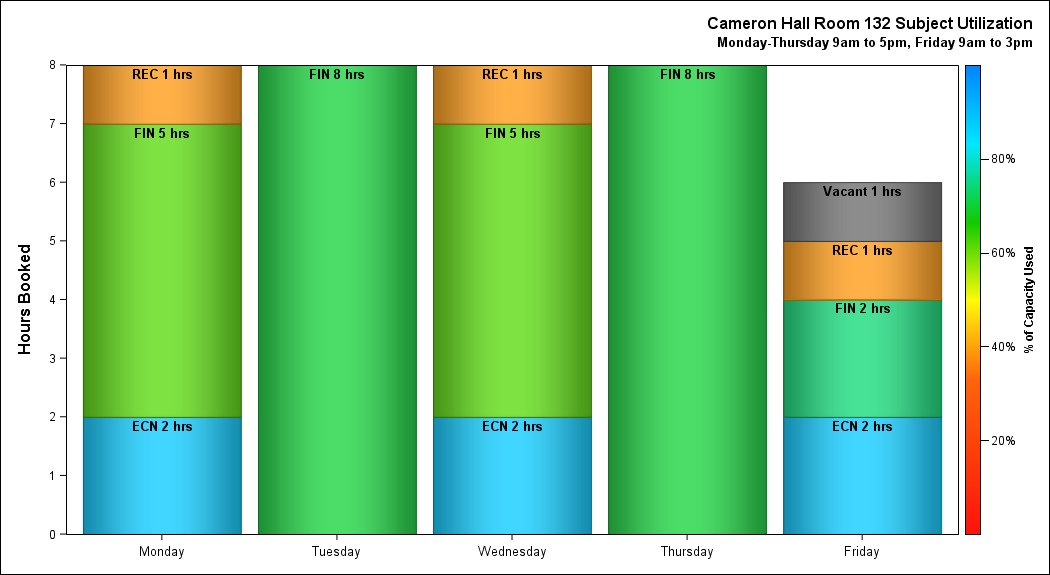 Cameron Hall Room 132 Subject Utilization
Monday-Thursday 9am to 5pm, Friday 9am to 3pm
Hours Booked
8
7
6
5
4
3
2
1
0
REC 1 hrs
FIN 5 hrs
ECN 2 hrs
FIN 8 hrs
REC 1 hrs
FIN 5 hrs
ECN 2 hrs
FIN 8 hrs
Vacant 1 hrs
REC 1 hrs
FIN 2 hrs
ECN 2 hrs
Monday
Tuesday
Wednesday
Thursday
Friday
80%
60%
40%
20%
% of Capacity Used